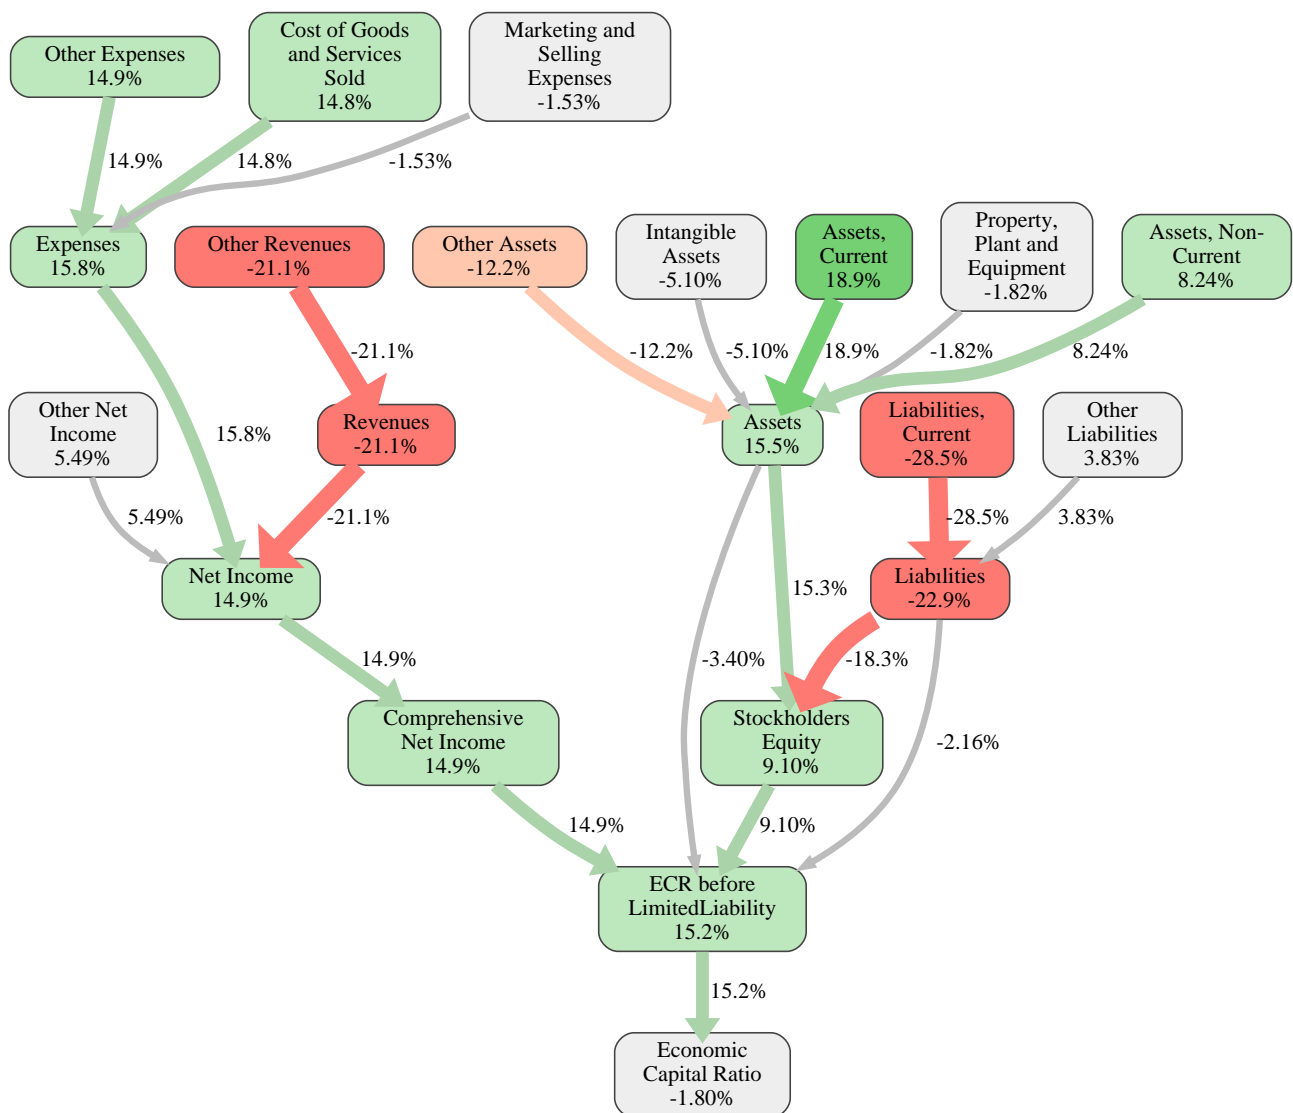 Other Expenses
14.9%
Cost of Goods
and Services
Sold
14.8%
Marketing and
Selling
Expenses
-1.53%
14.9%
14.8%
-1.53%
Expenses
15.8%
Other Revenues
-21.1%
Other Assets
-12.2%
Intangible
Assets
-5.10%
Assets,
Current
18.9%
Property,
Plant and
Equipment
-1.82%
Assets, Non-
Current
8.24%
-21.1%
-12.2%
-5.10%
18.9%
-1.82%
8.24%
Other Net
Income
5.49%
15.8%
Revenues
-21.1%
Assets
15.5%
Liabilities,
Current
-28.5%
Other
Liabilities
3.83%
5.49%
-21.1%
-28.5%
3.83%
Net Income
14.9%
15.3%
Liabilities
-22.9%
14.9%
-3.40%
-18.3%
Comprehensive
Net Income
14.9%
Stockholders
Equity
9.10%
-2.16%
14.9%
9.10%
ECR before
LimitedLiability
15.2%
15.2%
Economic
Capital Ratio
-1.80%